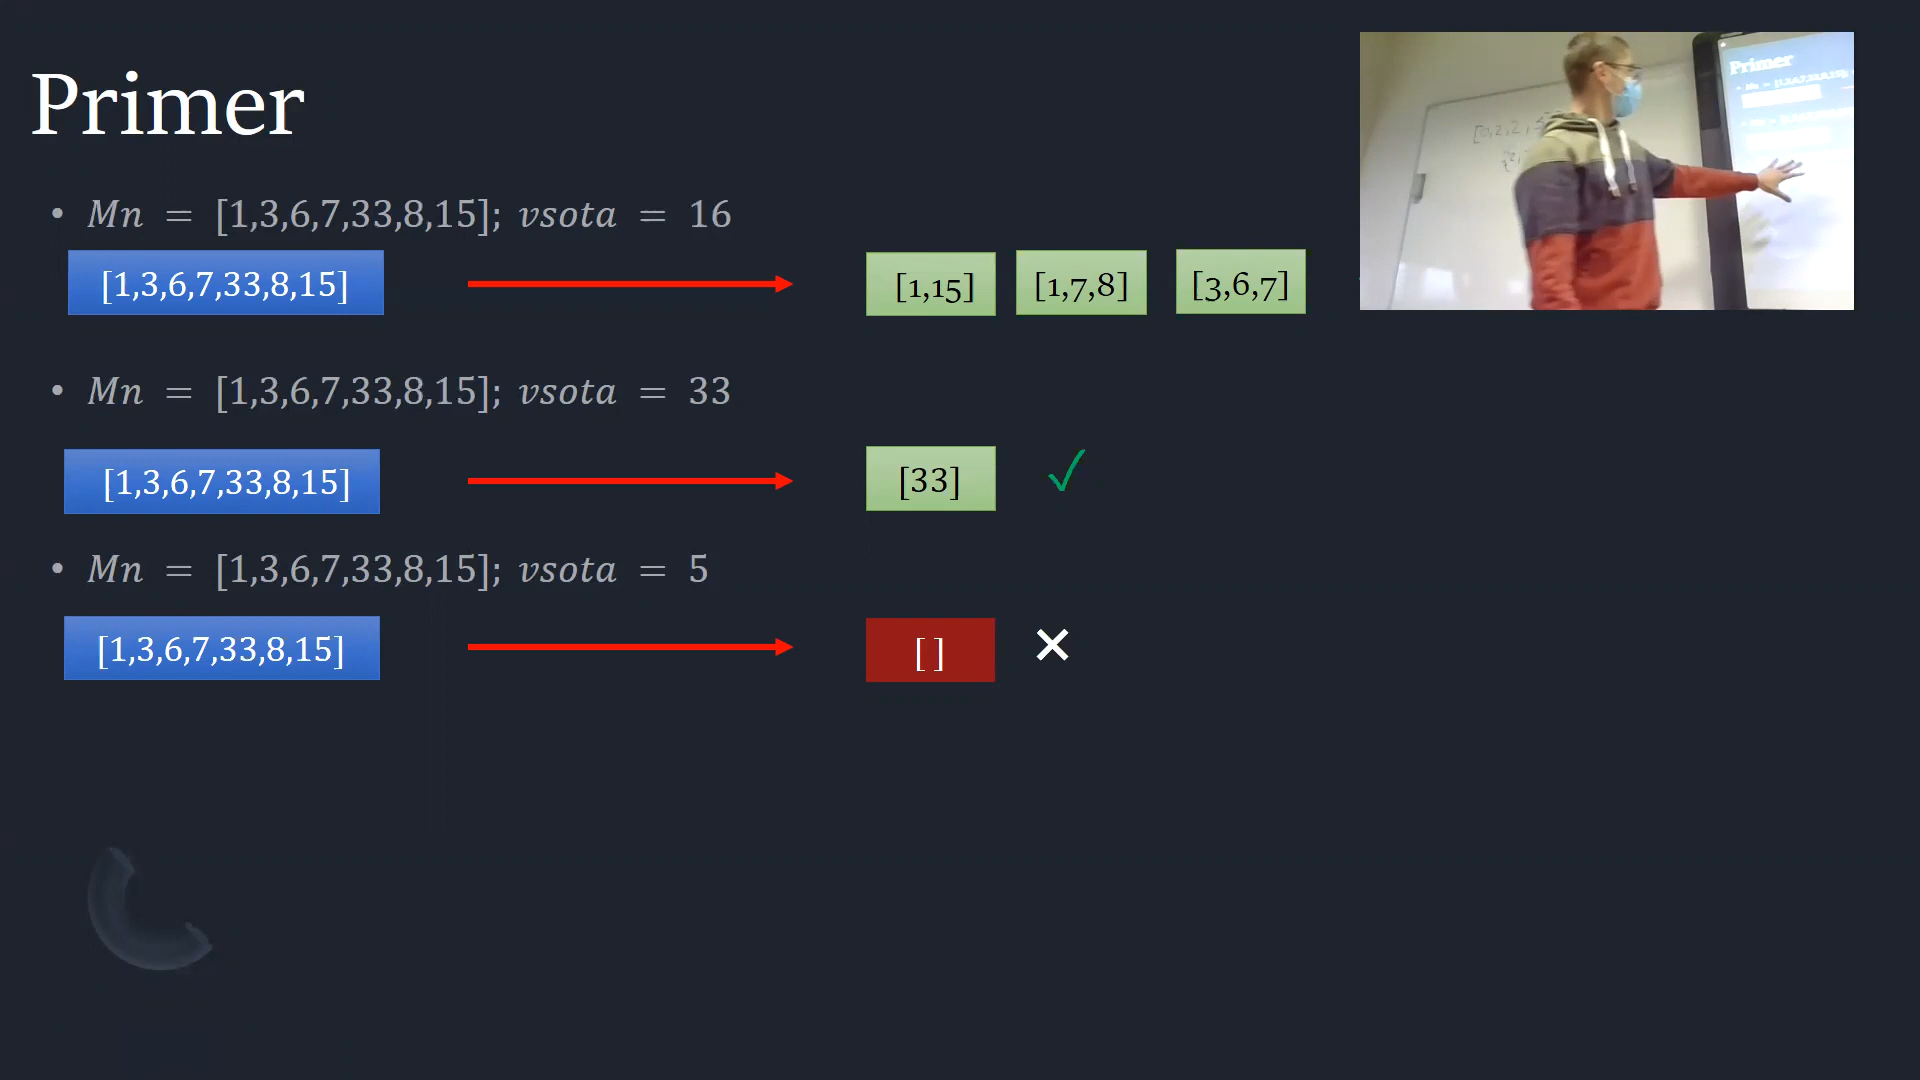 Primer
• Mn = [1,3,6,7,33,8,15]; vsota = 16
[1,3,6,7,33,8,15] [1,15] [1,7,8] [3,6,7]
• Mn = [1,3,6,7,33,8,15]; vsota = 33
[1,3,6,7,33,8,15] [33] ✓
• Mn = [1,3,6,7,33,8,15]; vsota = 5
[1,3,6,7,33,8,15] [ ] ✕
Primer